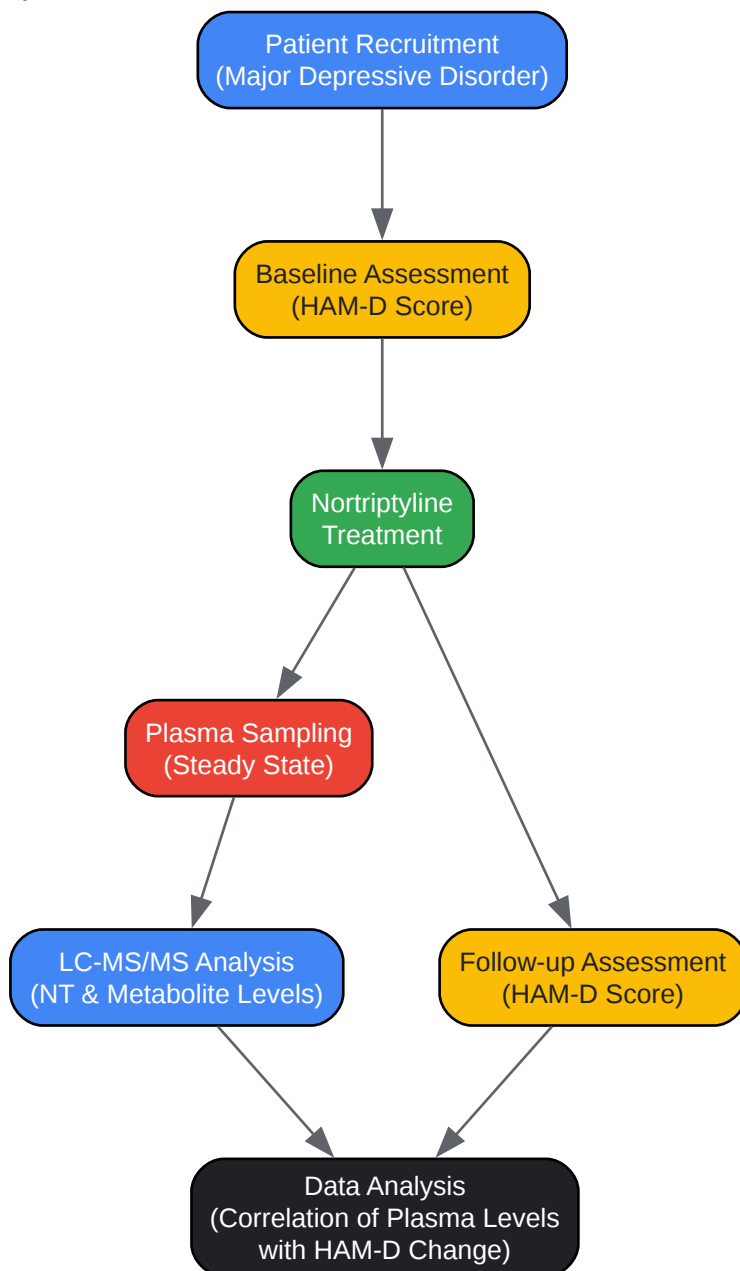 Patient Recruitment
(Major Depressive Disorder)
Baseline Assessment
(HAM-D Score)
Nortriptyline
Treatment
Plasma Sampling
(Steady State)
LC-MS/MS Analysis
(NT & Metabolite Levels)
Follow-up Assessment
(HAM-D Score)
Data Analysis
(Correlation of Plasma Levels
with HAM-D Change)